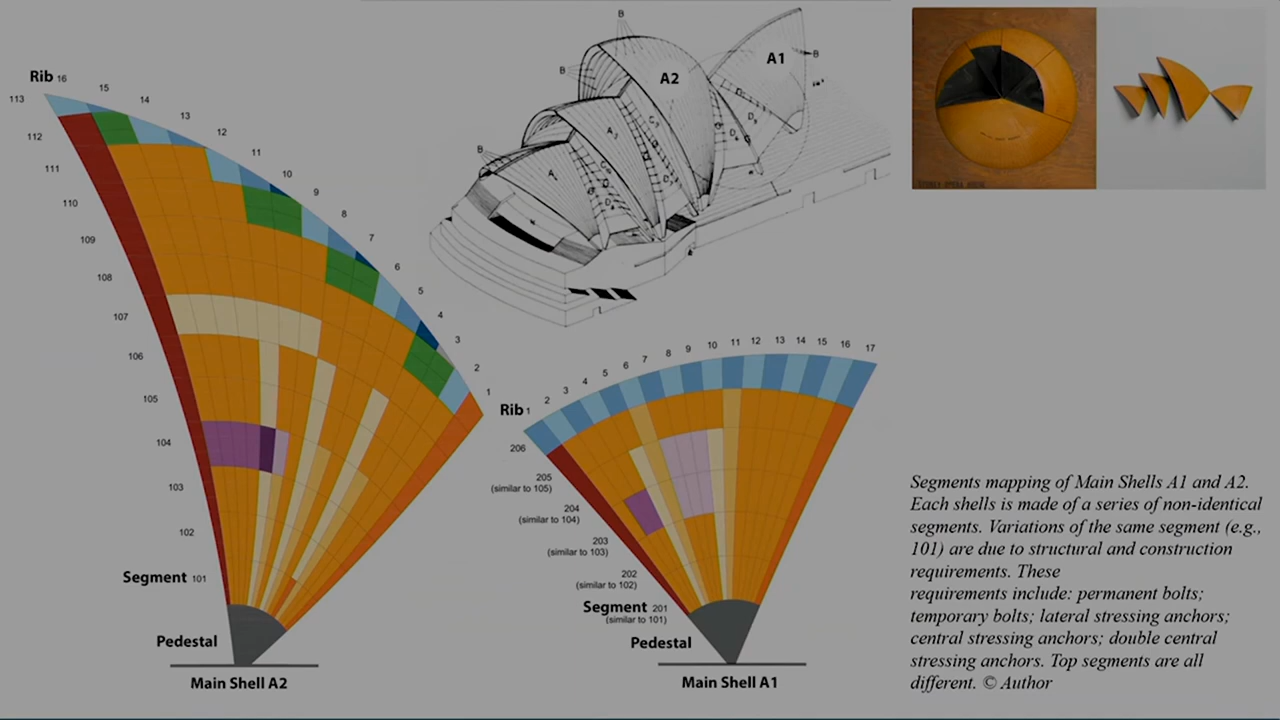 Rib 16
15
14
13
12
11
10
9
8
7
6
5
4
3
2
1
113
112
111
110
109
108
107
106
105
104
103
102
Segment 101
Pedestal
Main Shell A2
B
B
B
B
A2
A1
Rib 1
2
3
4
5
6
7
8
9
10
11
12
13
14
15
16
17
206
205
(similar to 105)
204
(similar to 104)
203
(similar to 103)
202
(similar to 102)
Segment 201
(similar to 101)
Pedestal
Main Shell A1
Segments mapping of Main Shells A1 and A2.
Each shells is made of a series of non-identical
segments. Variations of the same segment (e.g.,
101) are due to structural and construction
requirements. These
requirements include: permanent bolts;
temporary bolts; lateral stressing anchors;
central stressing anchors; double central
stressing anchors. Top segments are all
different. © Author